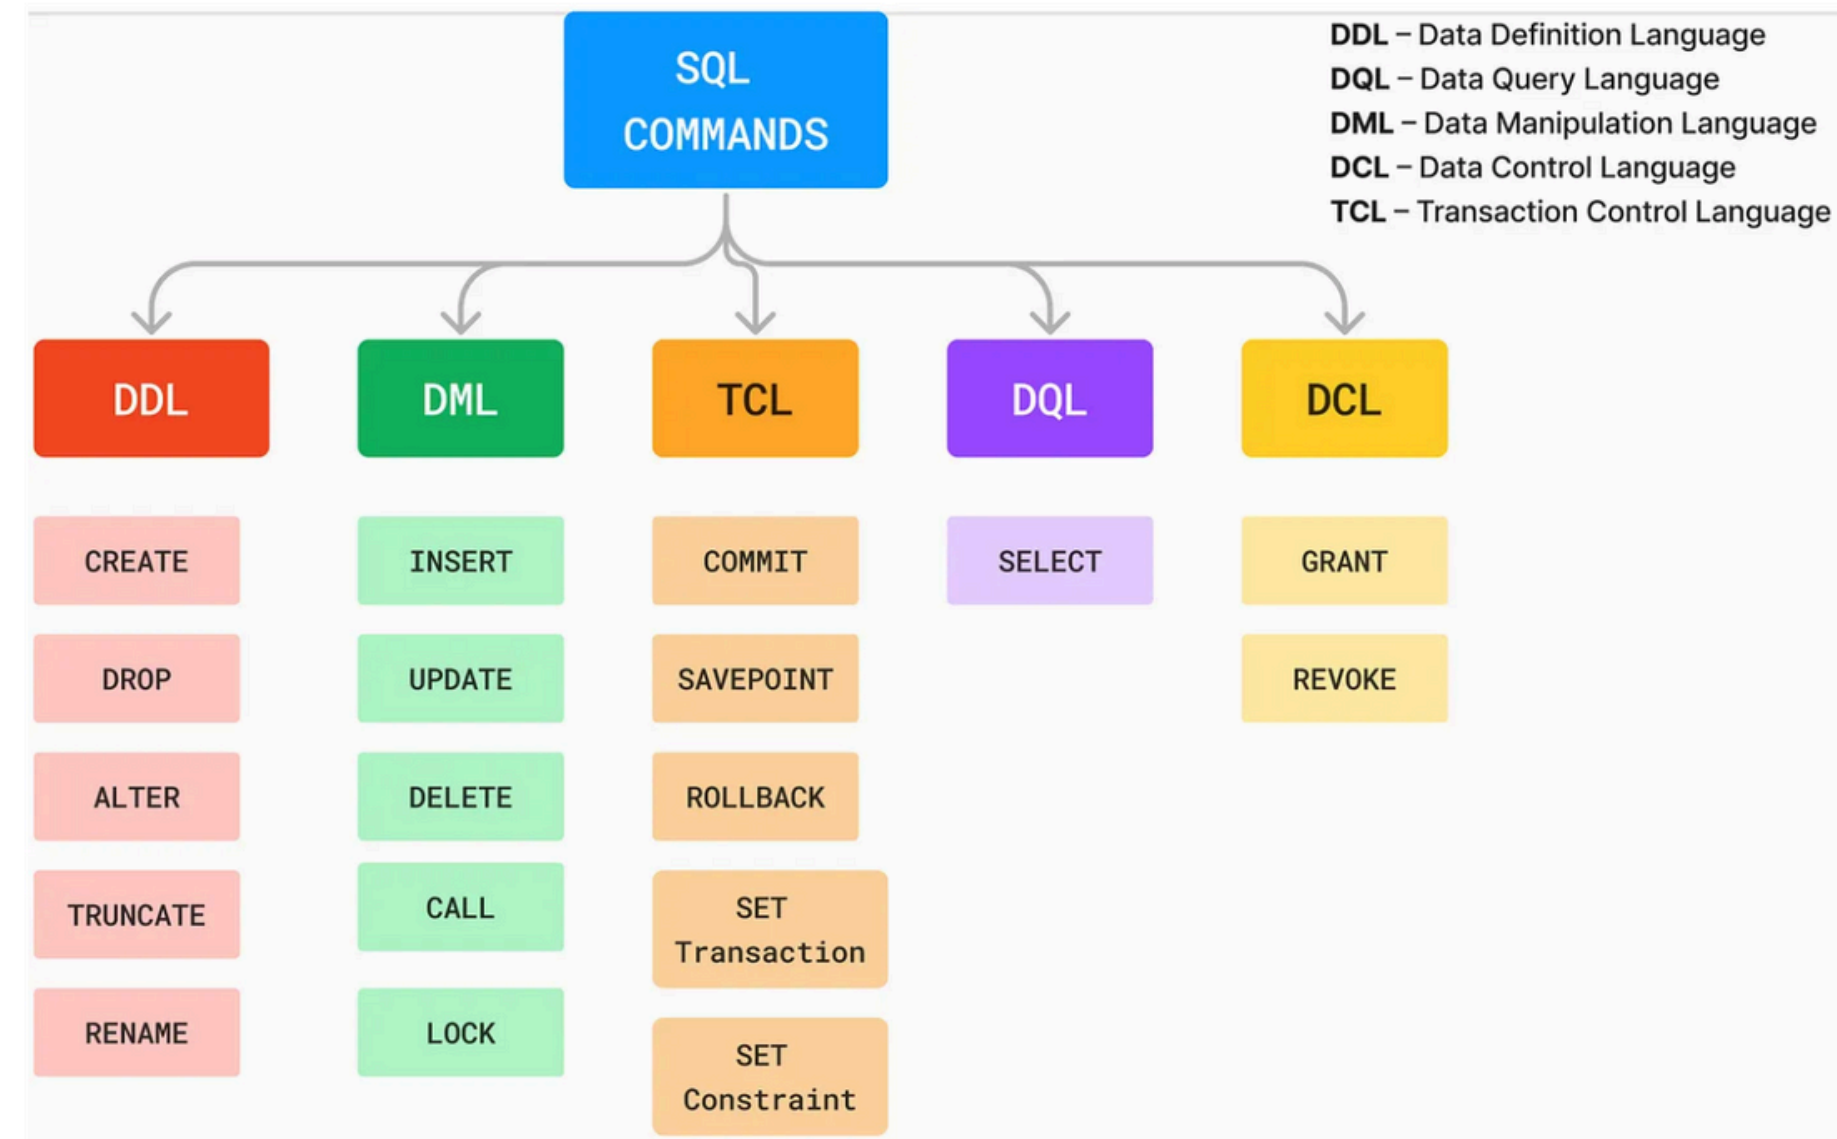 SQL
COMMANDS
DDL – Data Definition Language
DQL – Data Query Language
DML – Data Manipulation Language
DCL – Data Control Language
TCL – Transaction Control Language
DDL
DML
TCL
DQL
DCL
CREATE
INSERT
COMMIT
SELECT
GRANT
DROP
UPDATE
SAVEPOINT
REVOKE
ALTER
DELETE
ROLLBACK
TRUNCATE
CALL
SET
Transaction
RENAME
LOCK
SET
Constraint